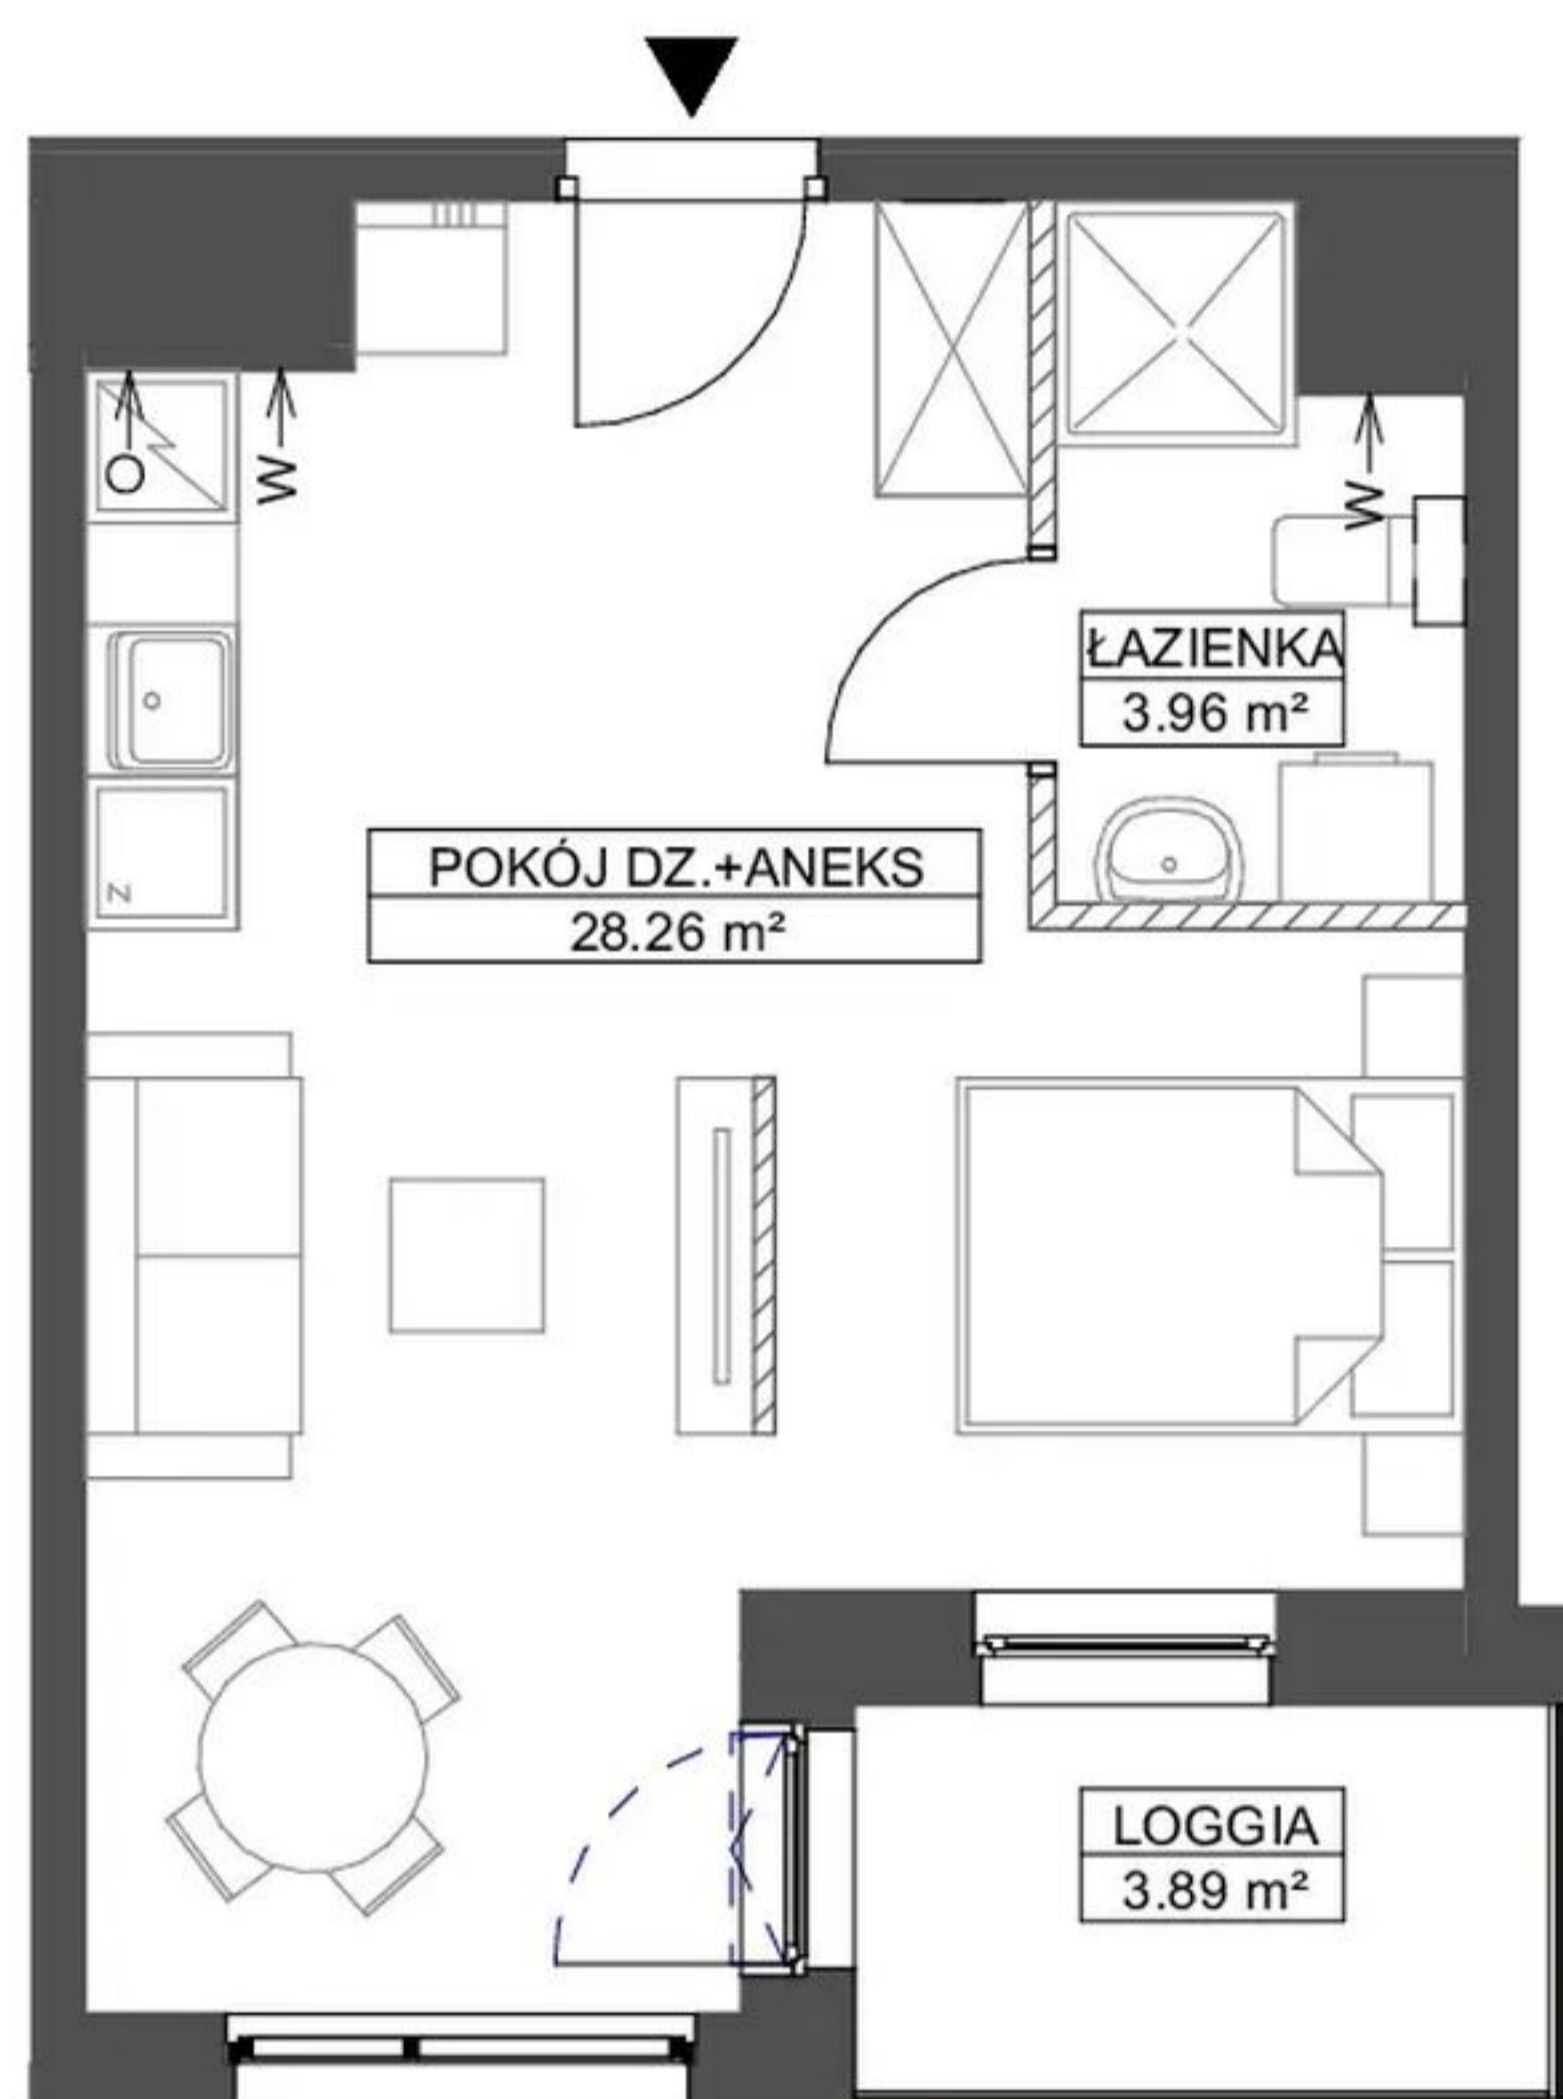 O
W
W
ŁAZIENKA
3.96 m²
POKÓJ DZ.+ANEKS
28.26 m²
Z
LOGGIA
3.89 m²